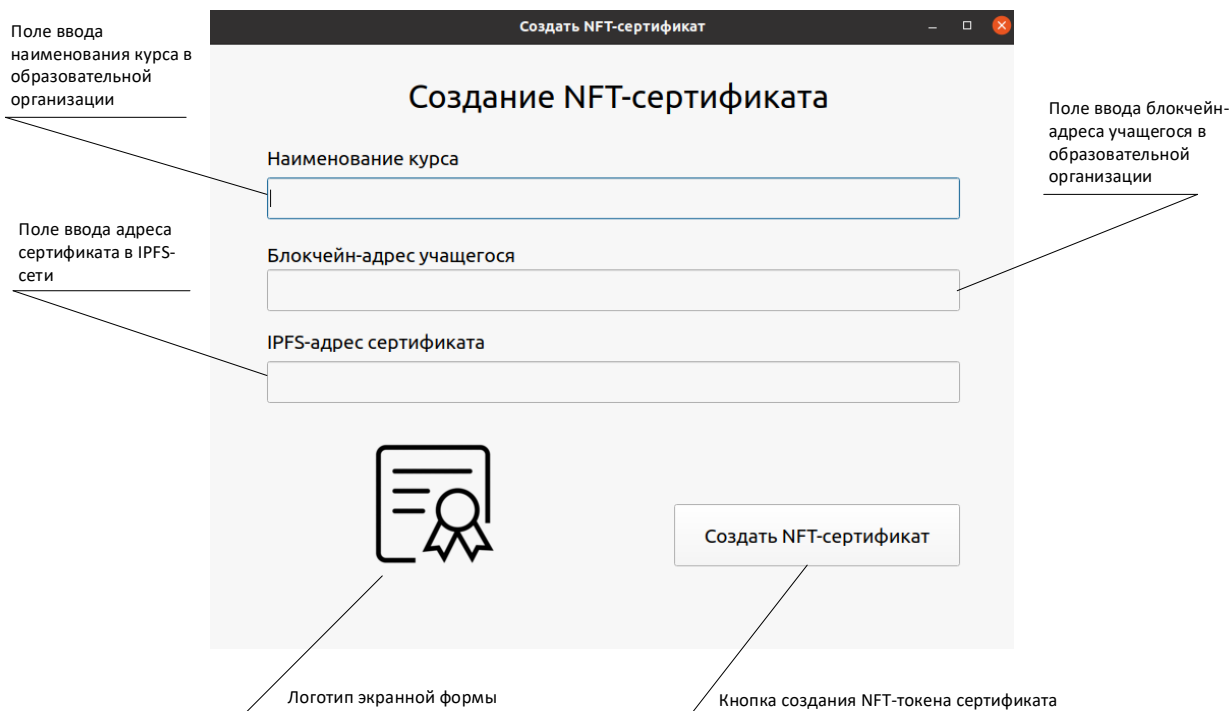 Создать NFT-сертификат
Поле ввода
наименования курса в
образовательной
организации
Создание NFT-сертификата
Поле ввода блокчейн-
адреса учащегося в
образовательной
организации
Наименование курса
Поле ввода адреса
сертификата в IPFS-
сети
Блокчейн-адрес учащегося
IPFS-адрес сертификата
Создать NFT-сертификат
Логотип экранной формы
Кнопка создания NFT-токена сертификата